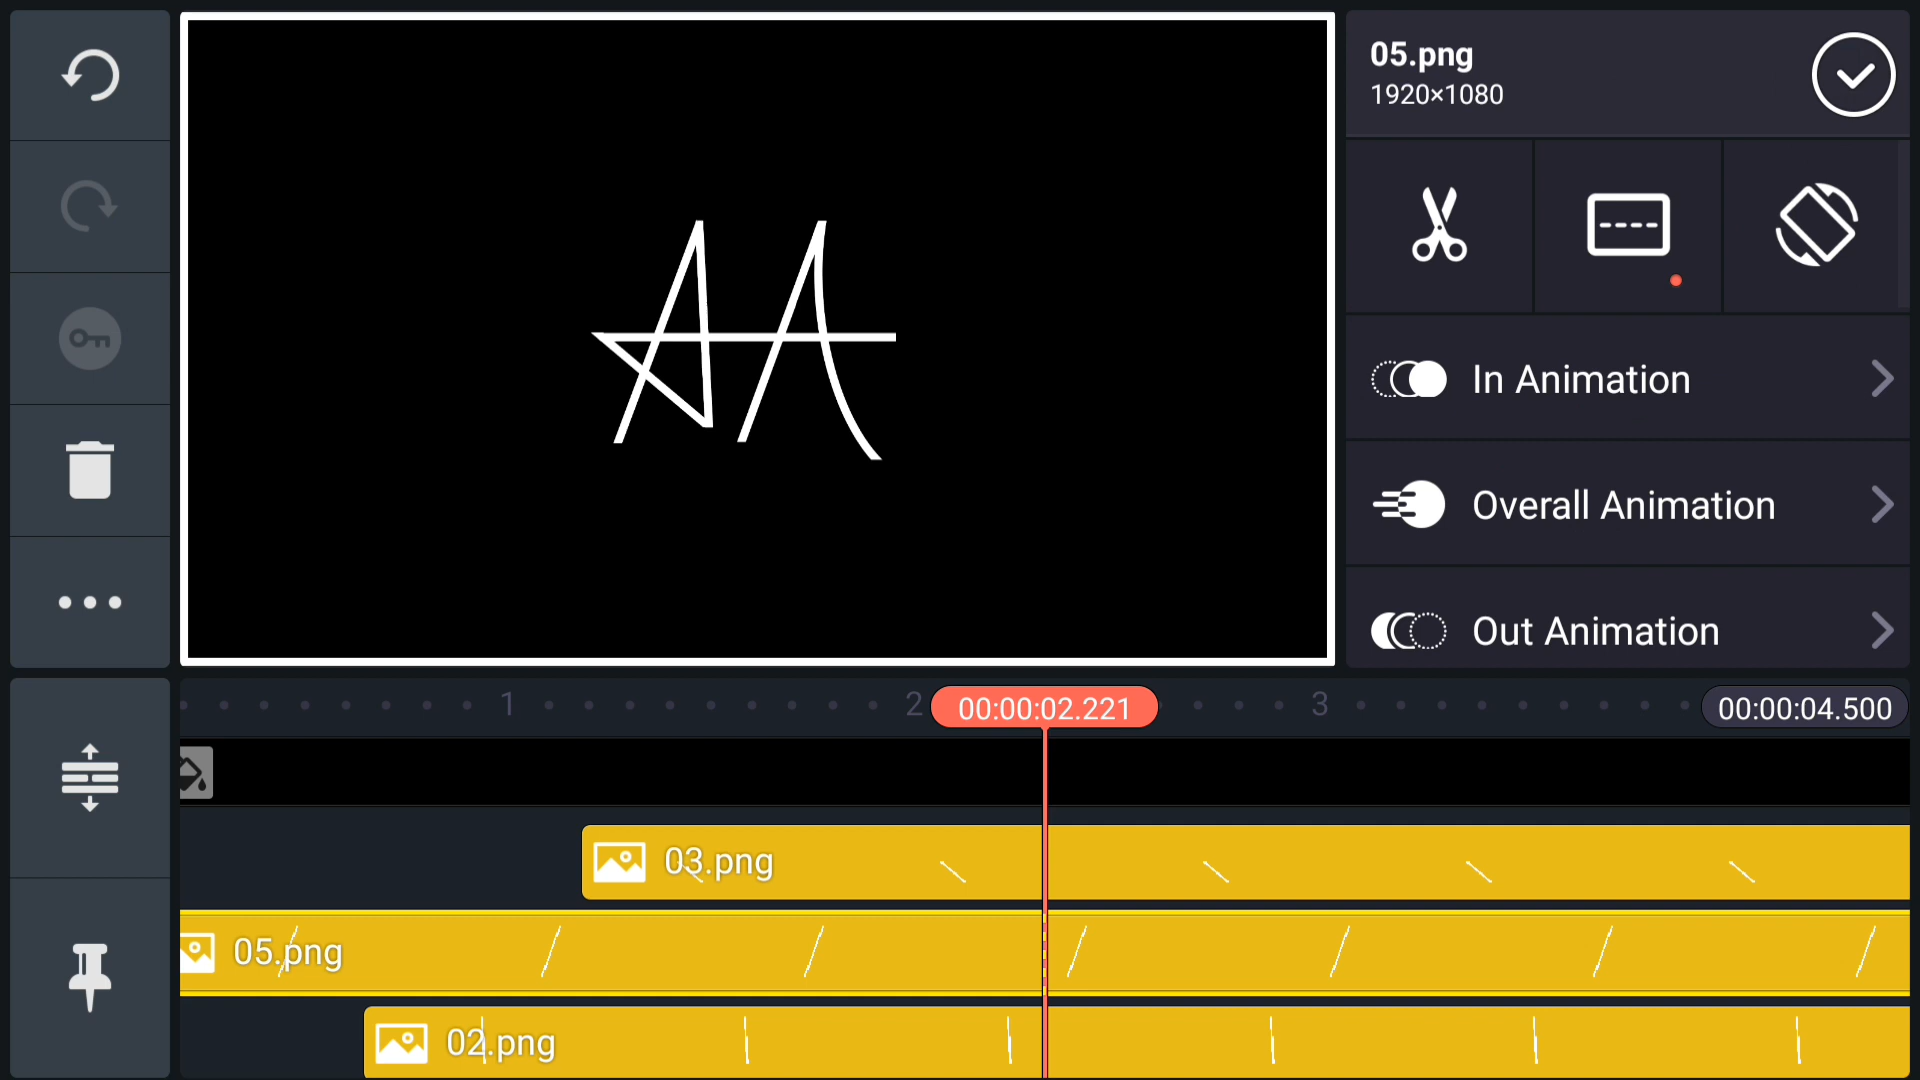 05.png
1920×1080
AA
In Animation
Overall Animation
Out Animation
1
2
00:00:02.221
3
00:00:04.500
03.png
05.png
02.png